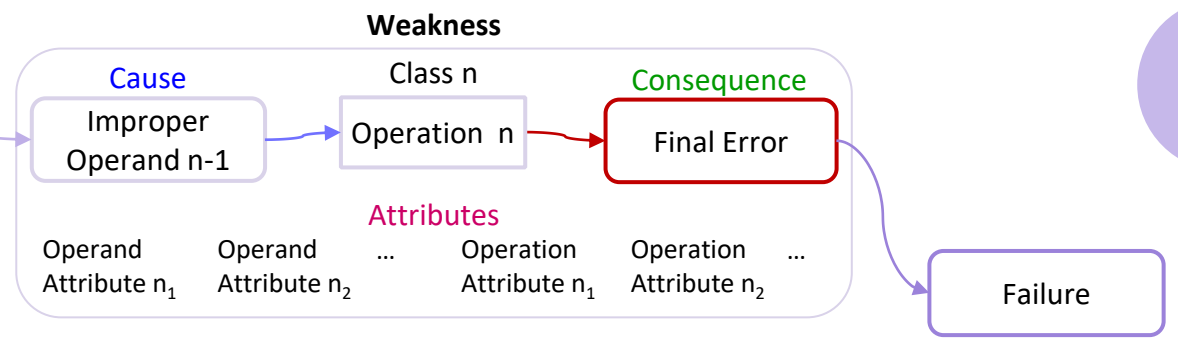 Weakness
Cause
Class n
Consequence
Improper
Operand n-1
Operation n
Final Error
Attributes
Operand
Attribute n₁
Operand
Attribute n₂
...
Operation
Attribute n₁
Operation
Attribute n₂
...
Failure